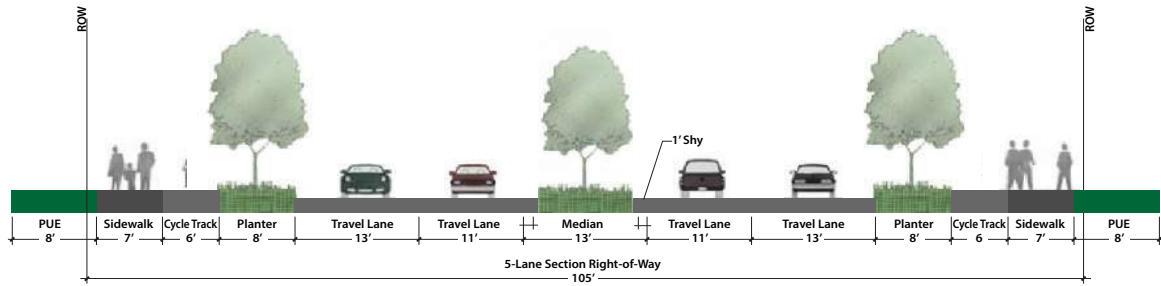 ROW
ROW
1’ Shy
PUE
8’
Sidewalk
7’
Cycle Track
6’
Planter
8’
Travel Lane
13’
Travel Lane
11’
Median
13’
Travel Lane
11’
Travel Lane
13’
Planter
8’
Cycle Track
6
Sidewalk
7’
PUE
8’
5-Lane Section Right-of-Way
105’